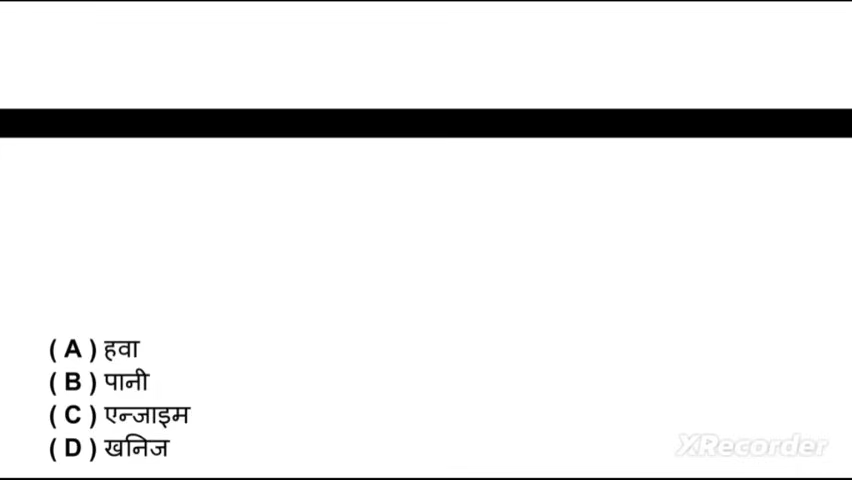 ( A ) हवा
( B ) पानी
( C ) एन्जाइम
( D ) खनिज
XRecorder